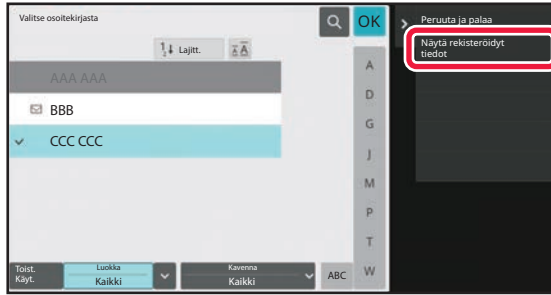 Valitse osoitekirjasta
OK
Peruuta ja palaa
Näytä rekisteröidyt
tiedot
Lajitt.
AAA AAA
BBB
CCC CCC
A
D
G
J
M
P
T
W
Toist.
Käyt.
Luokka
Kaikki
Kavenna
Kaikki
ABC